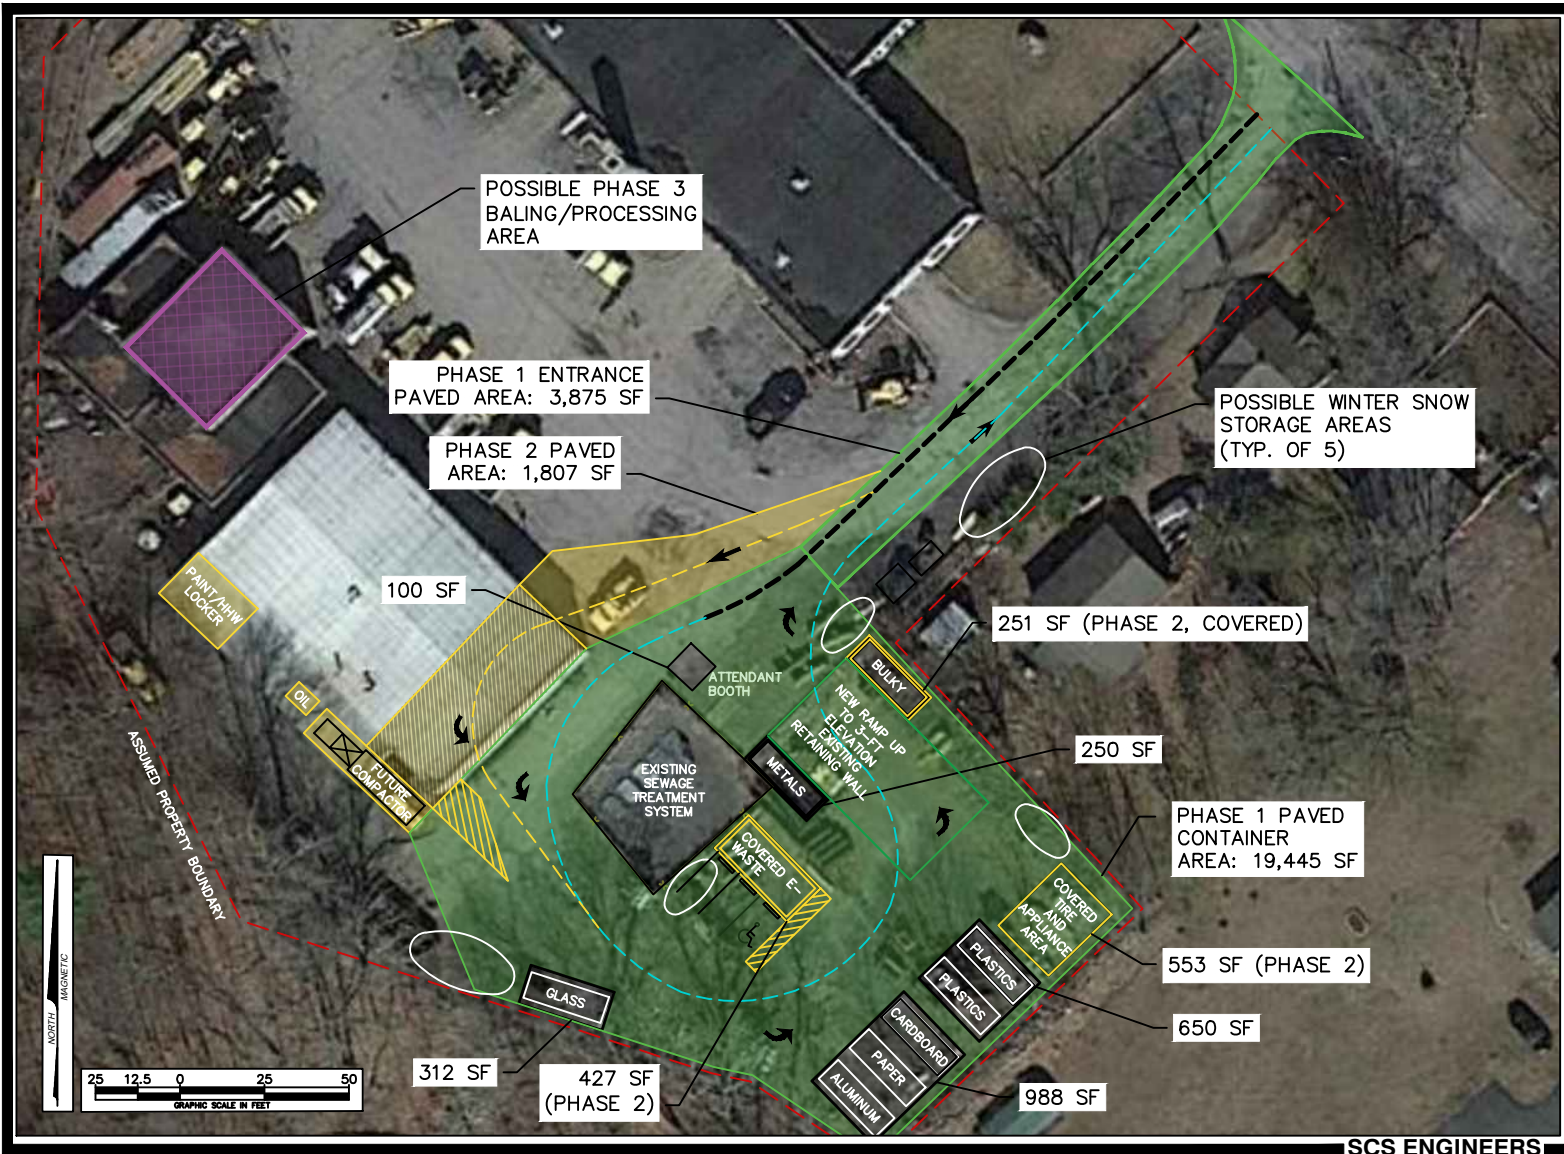 POSSIBLE PHASE 3
BALING/PROCESSING
AREA
PHASE 1 ENTRANCE
PAVED AREA: 3,875 SF
POSSIBLE WINTER SNOW
STORAGE AREAS
(TYP. OF 5)
PHASE 2 PAVED
AREA: 1,807 SF
PAINT/HHW
LOCKER
100 SF
251 SF (PHASE 2, COVERED)
ATTENDANT
BOOTH
BULKY
OIL
NEW RAMP UP
TO 3-FT
ELEVATION
EXISTING
RETAINING WALL
250 SF
FUTURE
COMPACTOR
EXISTING
SEWAGE
TREATMENT
SYSTEM
METALS
ASSUMED PROPERTY BOUNDARY
PHASE 1 PAVED
CONTAINER
AREA: 19,445 SF
COVERED E-
WASTE
COVERED
TIRE
AND
APPLIANCE
AREA
553 SF (PHASE 2)
PLASTICS
PLASTICS
GLASS
650 SF
CARDBOARD
PAPER
ALUMINUM
312 SF
427 SF
(PHASE 2)
988 SF
NORTH
MAGNETIC
25 12.5 0 25 50
GRAPHIC SCALE IN FEET
SCS ENGINEERS